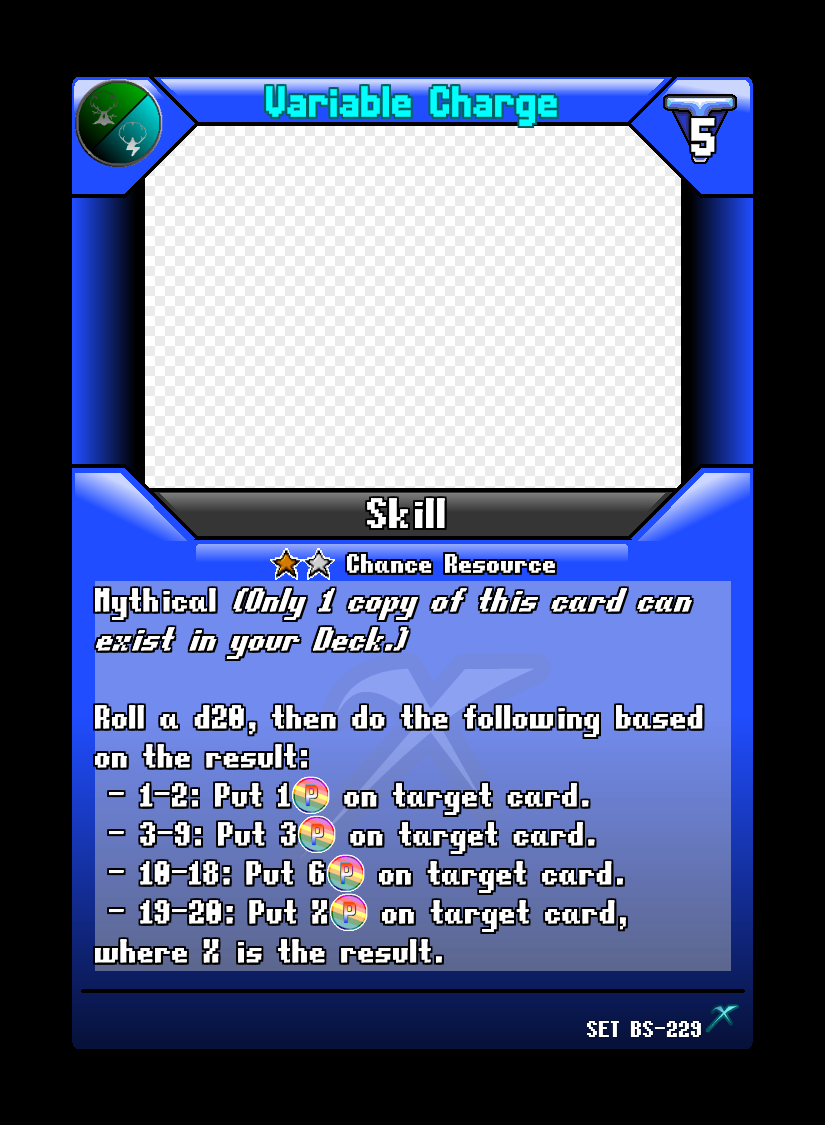 Variable Charge
5
Skill
Chance Resource
Mythical (Only 1 copy of this card can
exist in your Deck.)
Roll a d20, then do the following based
on the result:
- 1-2: Put 1 P on target card.
- 3-9: Put 3 P on target card.
- 10-18: Put 6 P on target card.
- 19-20: Put X P on target card,
where X is the result.
SET BS-229